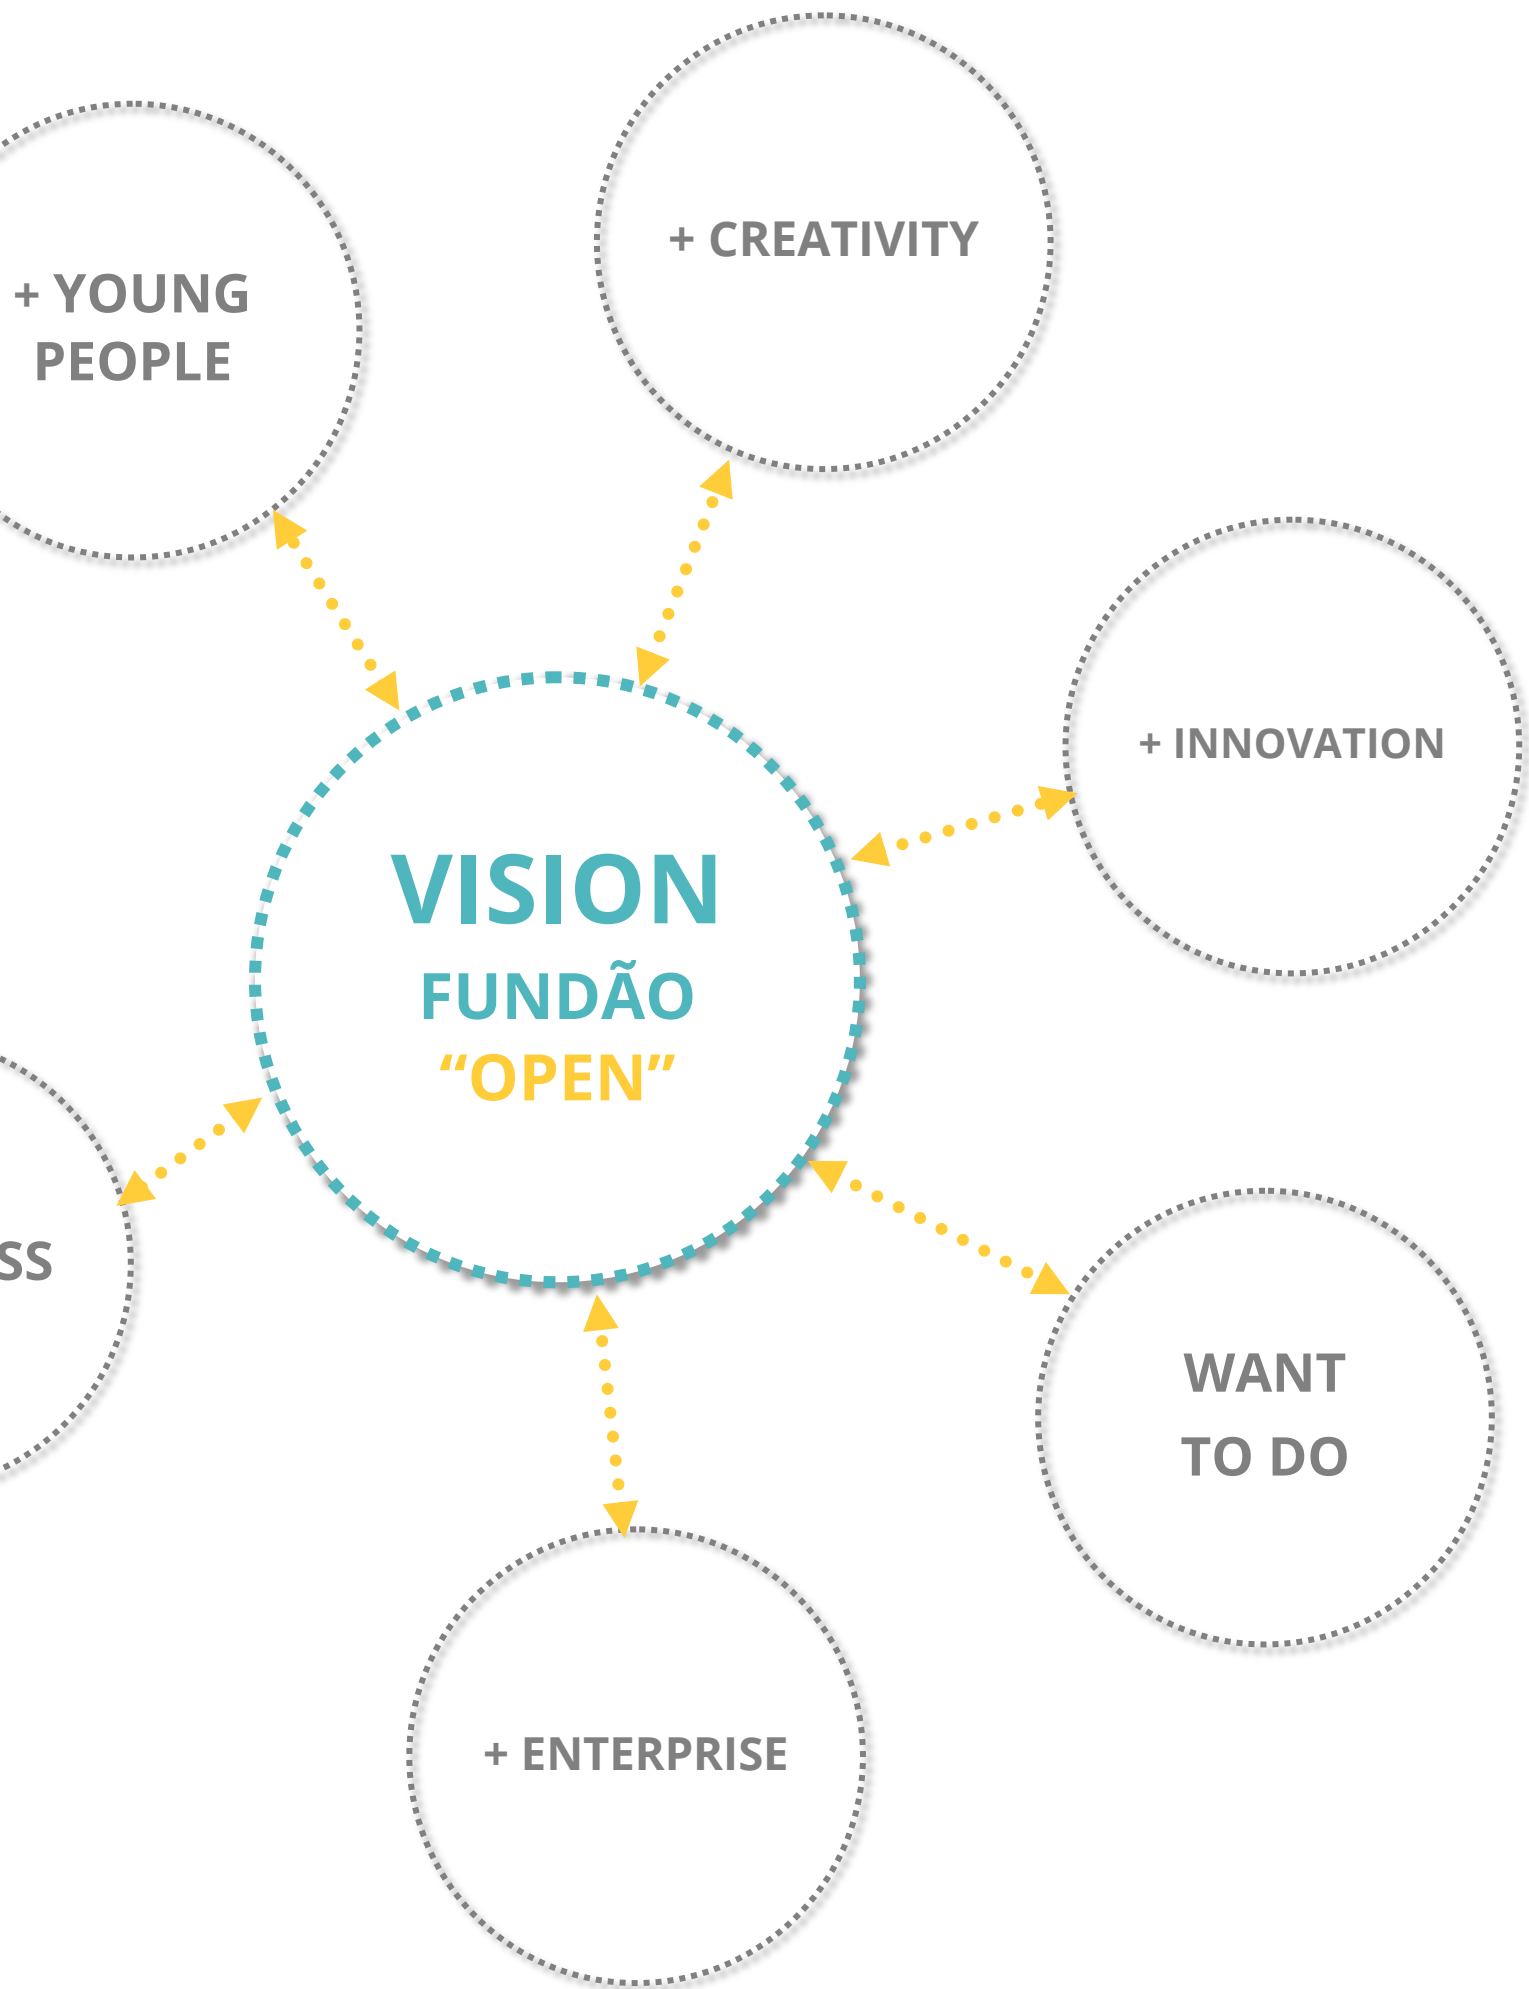 + CREATIVITY
+ YOUNG
PEOPLE
+ INNOVATION
VISION
FUNDÃO
“OPEN”
WANT
TO DO
+ ENTERPRISE